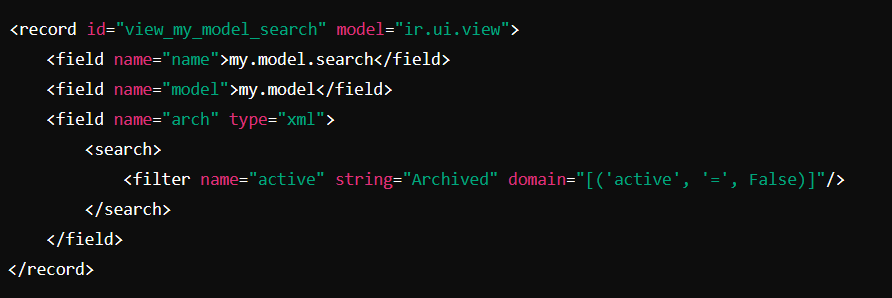 <record id="view_my_model_search" model="ir.ui.view">
    <field name="name">my.model.search</field>
    <field name="model">my.model</field>
    <field name="arch" type="xml">
        <search>
            <filter name="active" string="Archived" domain="[('active', '=', False)]"/>
        </search>
    </field>
</record>